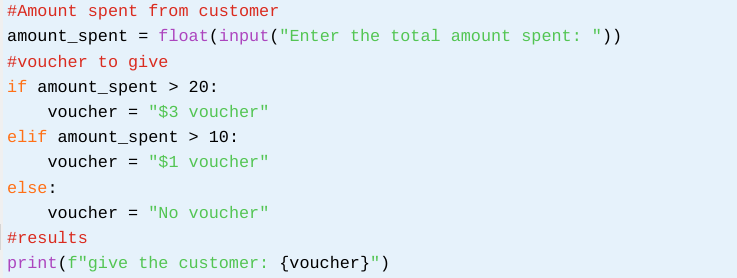 #Amount spent from customer
amount_spent = float(input("Enter the total amount spent: "))
#voucher to give
if amount_spent > 20:
    voucher = "$3 voucher"
elif amount_spent > 10:
    voucher = "$1 voucher"
else:
    voucher = "No voucher"
#results
print(f"give the customer: {voucher}")